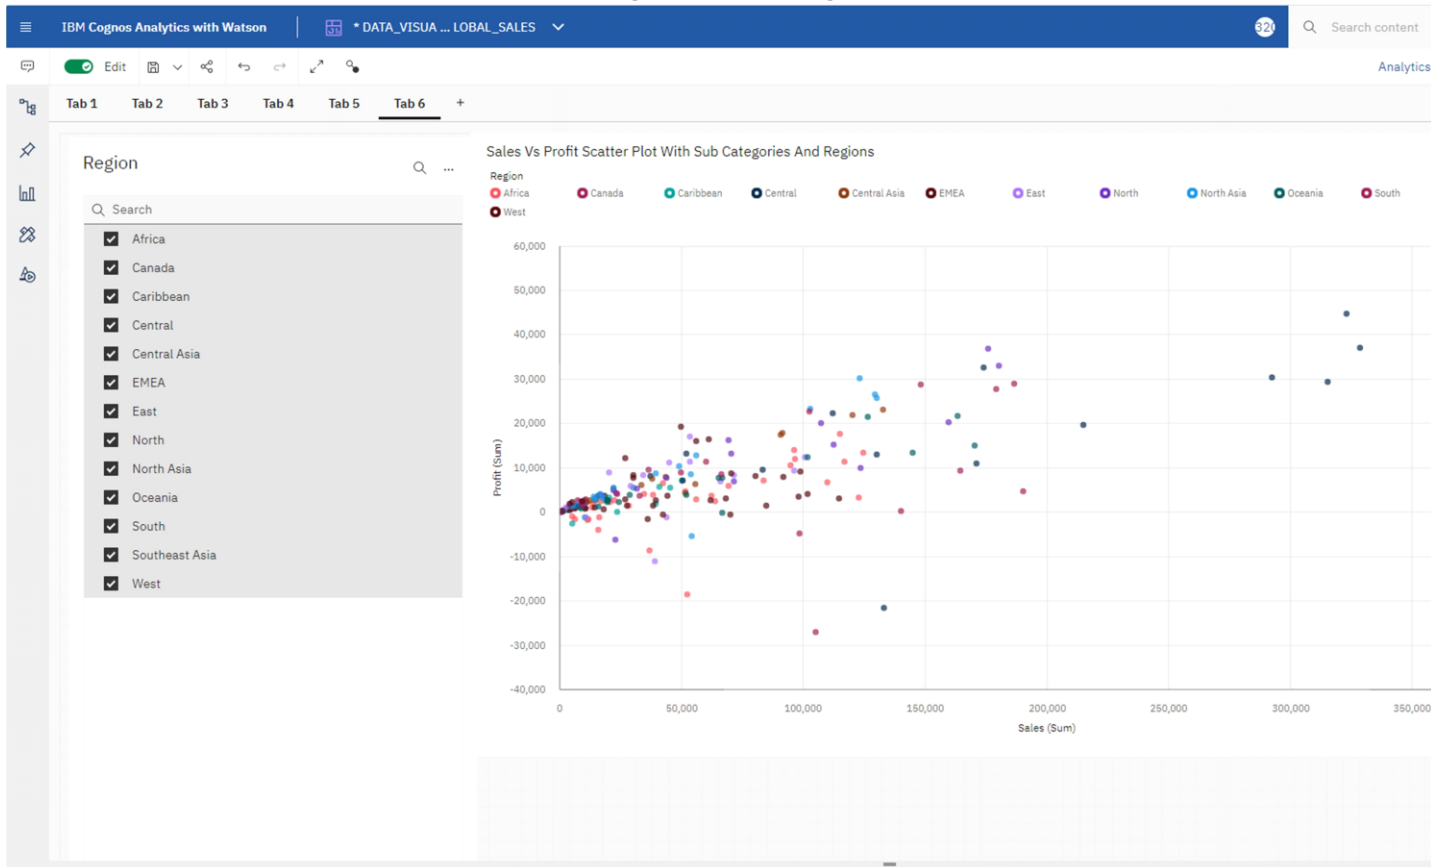 IBM Cognos Analytics with Watson
* DATA_VISUA ... LOBAL_SALES
320
Search content
Edit
Analytics
Tab 1 Tab 2 Tab 3 Tab 4 Tab 5 Tab 6 +
Region
...
Search
Africa
Canada
Caribbean
Central
Central Asia
EMEA
East
North
North Asia
Oceania
South
Southeast Asia
West
Sales Vs Profit Scatter Plot With Sub Categories And Regions
Region
Africa Canada Caribbean Central Central Asia EMEA East North North Asia Oceania South
West
Profit (Sum)
60,000
50,000
40,000
30,000
20,000
10,000
0
-10,000
-20,000
-30,000
-40,000
0 50,000 100,000 150,000 200,000 250,000 300,000 350,000
Sales (Sum)